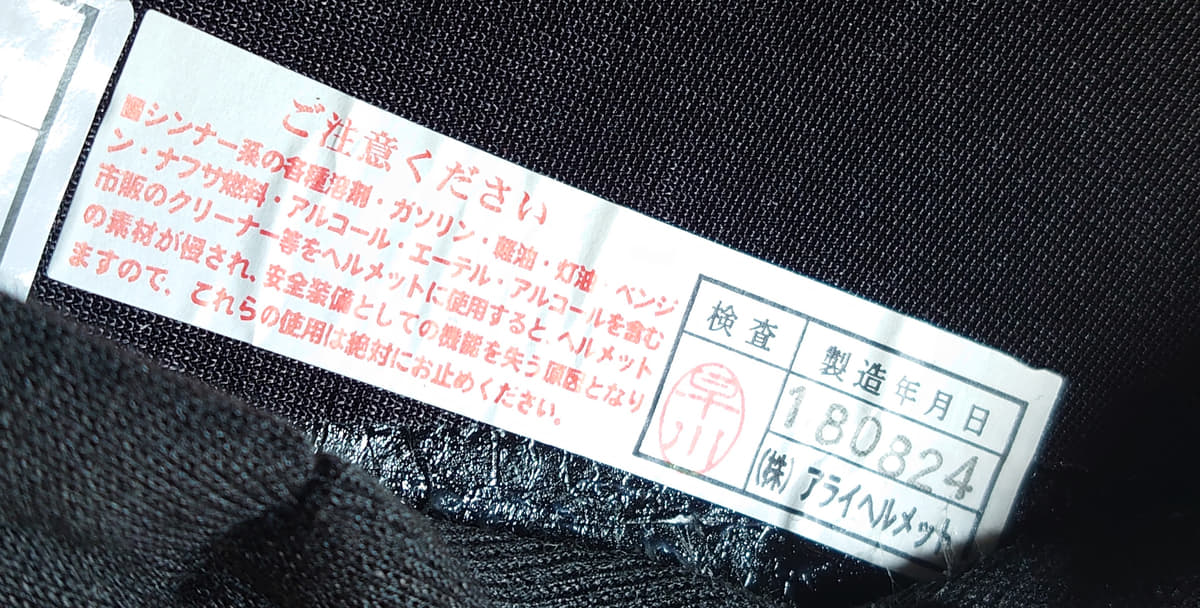 ご注意ください
■シンナー系の各種溶剤・ガソリン・軽油・灯油・ベンジ
ン・ナフサ燃料・アルコール・エーテル・アルコールを含む
市販のクリーナー等をヘルメットに使用すると、ヘルメット
の素材が侵され、安全装備としての機能を失う原因となり
ますので、これらの使用は絶対にお止めください。
検査
製造年月日
早川
180824
(株)アライヘルメット